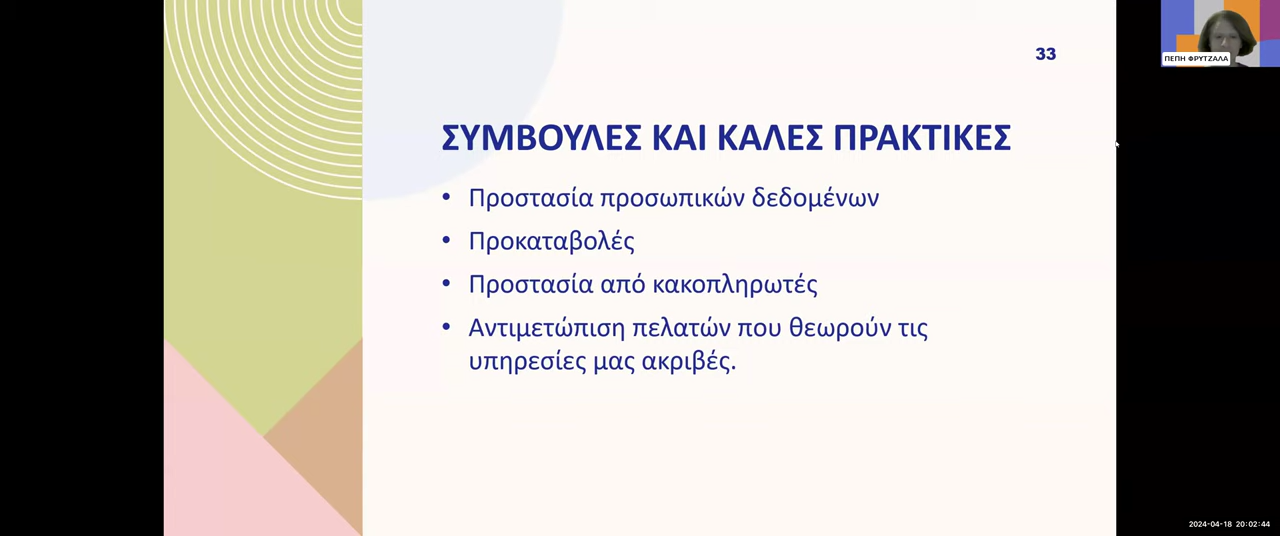 33
ΠΕΠΗ ΦΡΥΤΖΑΛΑ
ΣΥΜΒΟΥΛΕΣ ΚΑΙ ΚΑΛΕΣ ΠΡΑΚΤΙΚΕΣ
• Προστασία προσωπικών δεδομένων
• Προκαταβολές
• Προστασία από κακοπληρωτές
• Αντιμετώπιση πελατών που θεωρούν τις
υπηρεσίες μας ακριβές.
2024-04-18 20:02:44